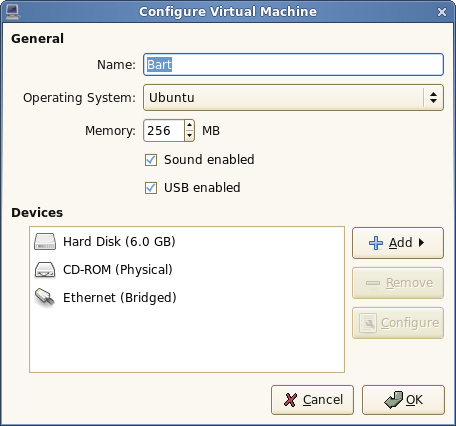 Configure Virtual Machine
General
Name: Bart
Operating System: Ubuntu
Memory: 256 MB
Sound enabled
USB enabled
Devices
Hard Disk (6.0 GB)
CD-ROM (Physical)
Ethernet (Bridged)
Add
Remove
Configure
Cancel OK